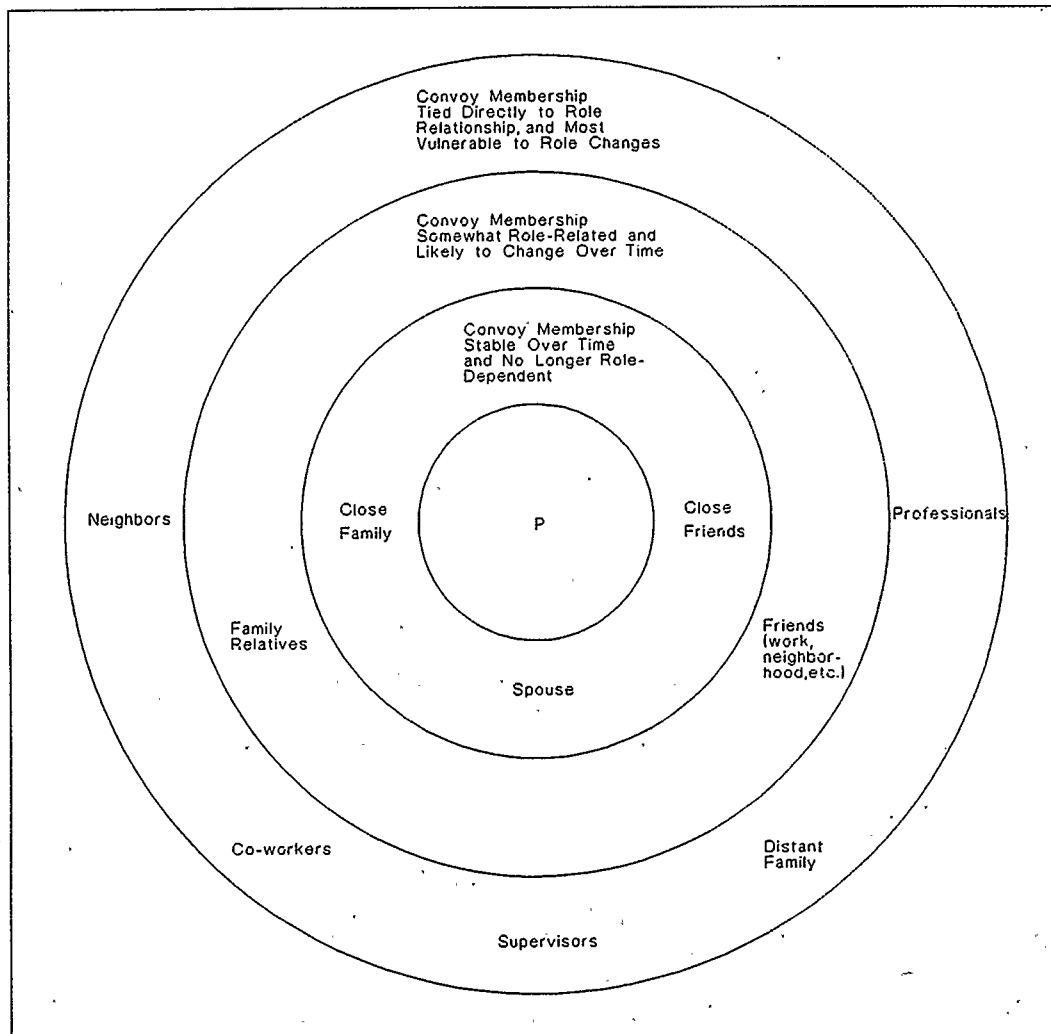 Convoy Membership
Tied Directly to Role
Relationship, and Most
Vulnerable to Role Changes
Convoy Membership
Somewhat Role-Related and
Likely to Change Over Time
Convoy Membership
Stable Over Time
and No Longer Role-
Dependent
Neighbors
Close
Family
P
Close
Friends
Professionals
Family
Relatives
Friends
(work,
neighbor-
hood,etc.)
Spouse
Co-workers
Distant
Family
Supervisors